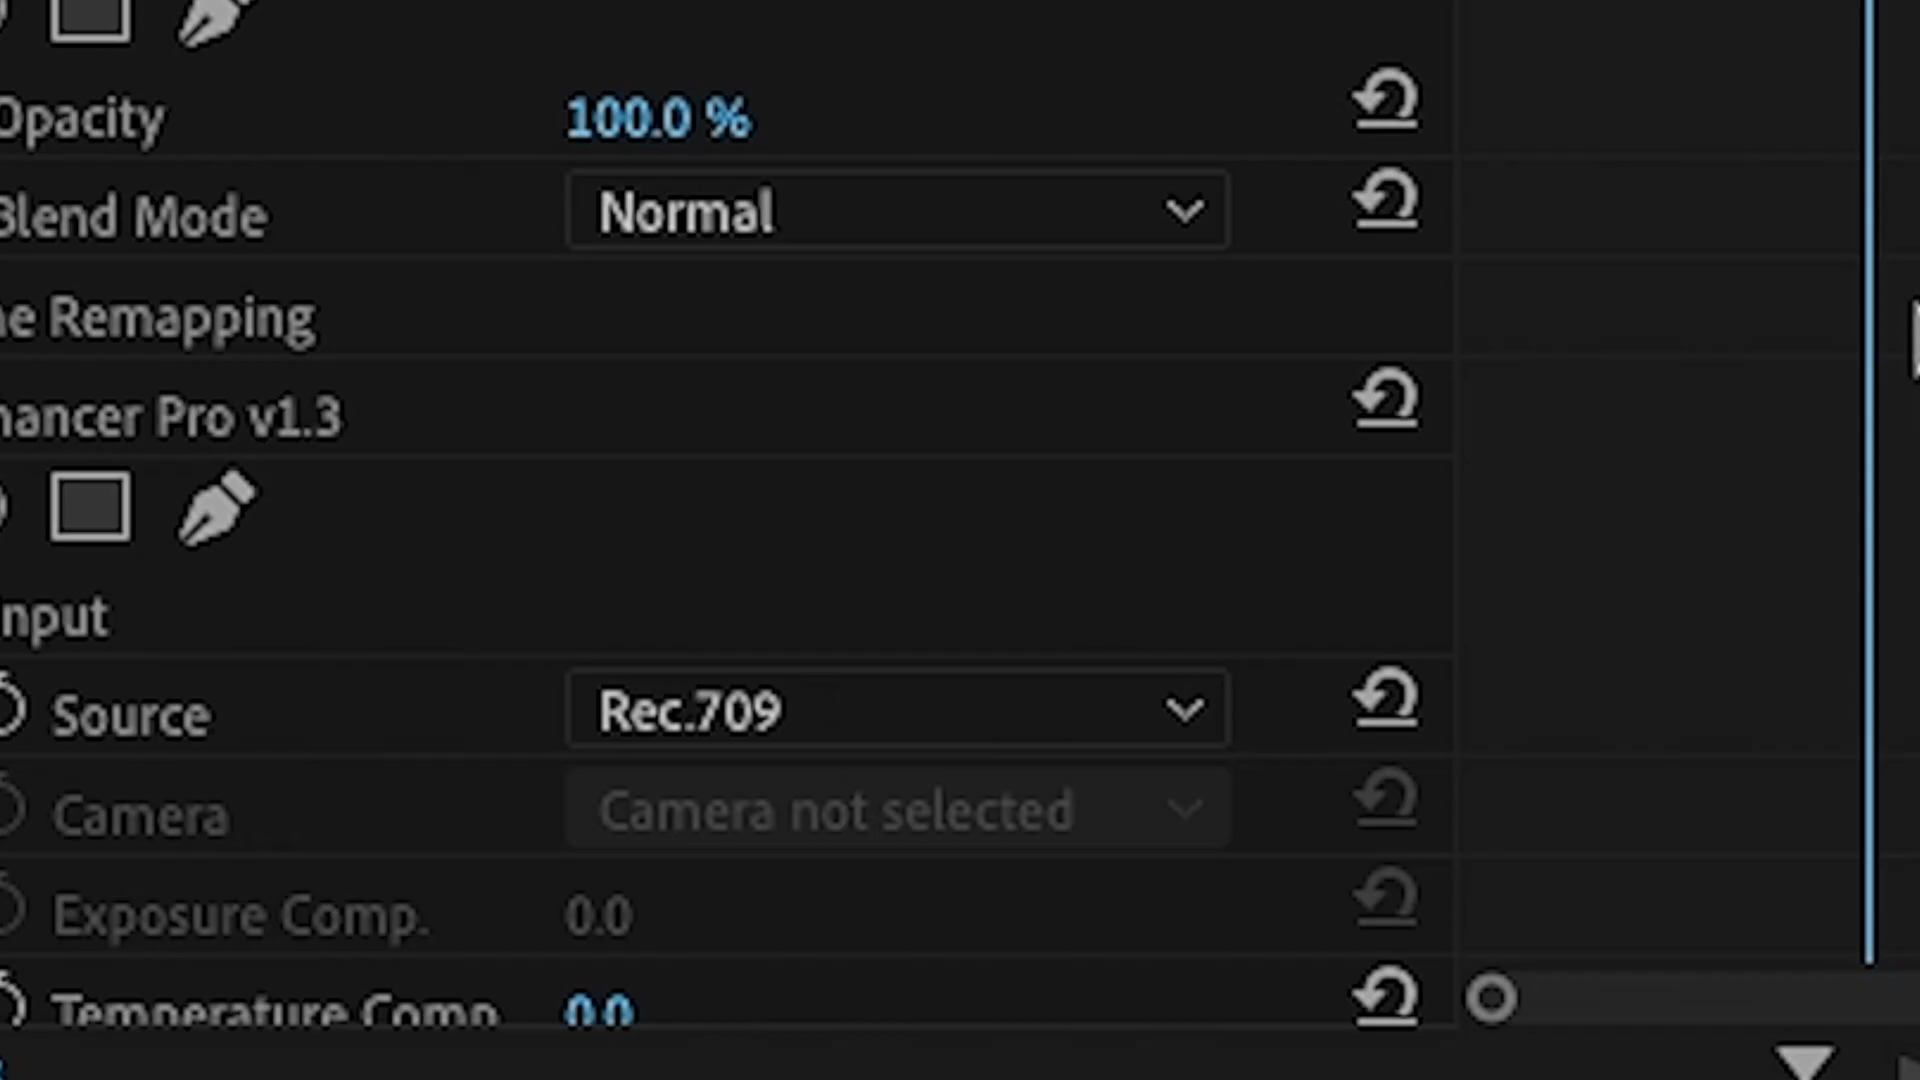 Opacity 100.0 %
Blend Mode Normal
ne Remapping
hancer Pro v1.3
Input
Source Rec.709
Camera Camera not selected
Exposure Comp. 0.0
Temperature Comp 0.0